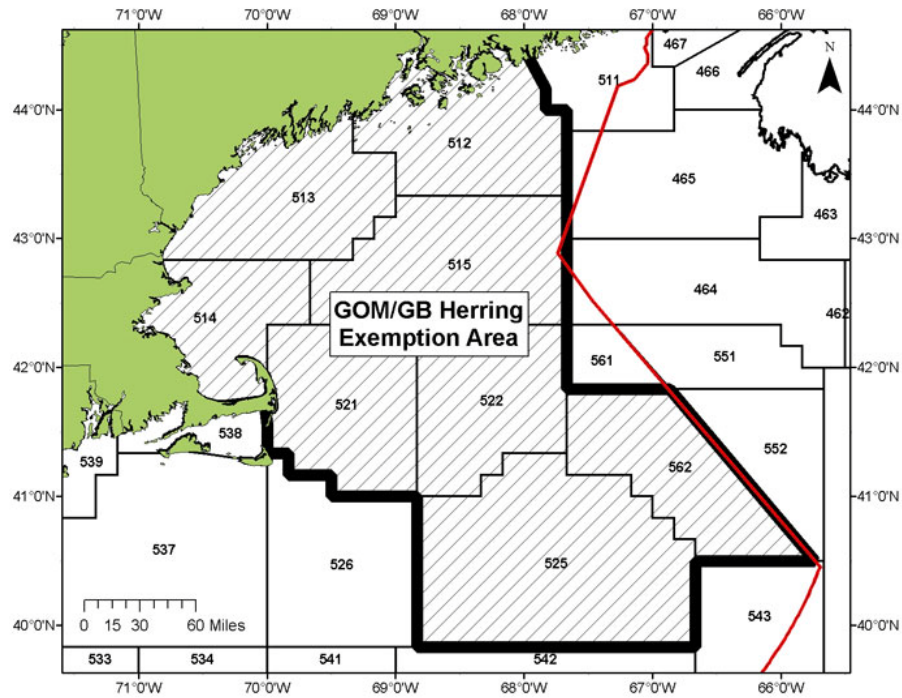 71°0'W 70°0'W 69°0'W 68°0'W 67°0'W 66°0'W
467
N
466
511
44°0'N
44°0'N
512
465
513
463
43°0'N
43°0'N
515
464
514
462
GOM/GB Herring
Exemption Area
42°0'N
42°0'N
561
551
521
522
538
539
552
562
41°0'N
41°0'N
537
526
525
543
40°0'N
40°0'N
0 15 30 60 Miles
533
534
541
542
71°0'W 70°0'W 69°0'W 68°0'W 67°0'W 66°0'W